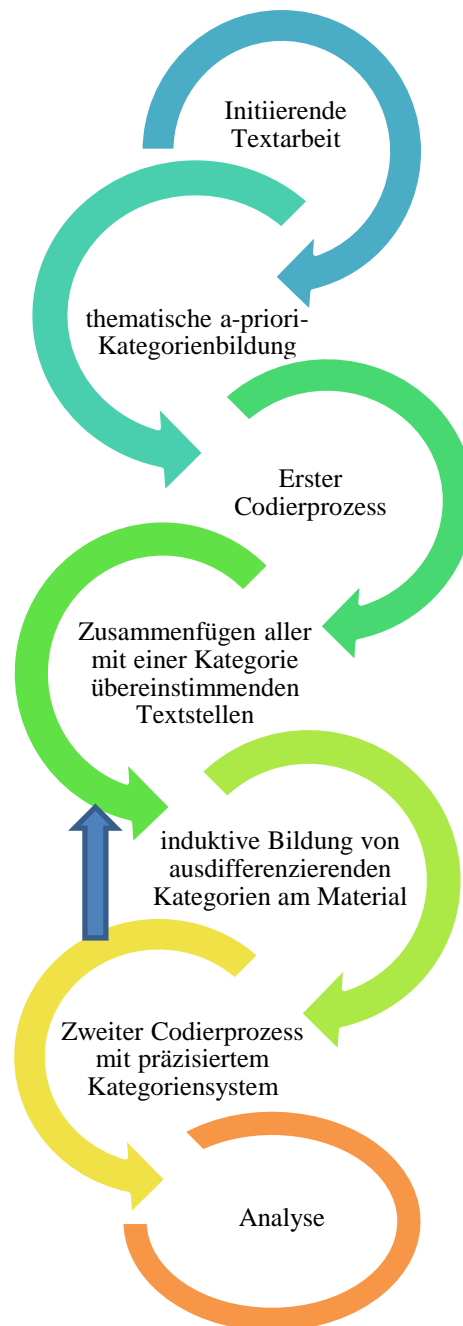 Initiierende
Textarbeit
thematische a-priori-
Kategorienbildung
Erster
Codierprozess
Zusammenfügen aller
mit einer Kategorie
übereinstimmenden
Textstellen
induktive Bildung von
ausdifferenzierenden
Kategorien am Material
Zweiter Codierprozess
mit präzisiertem
Kategoriensystem
Analyse